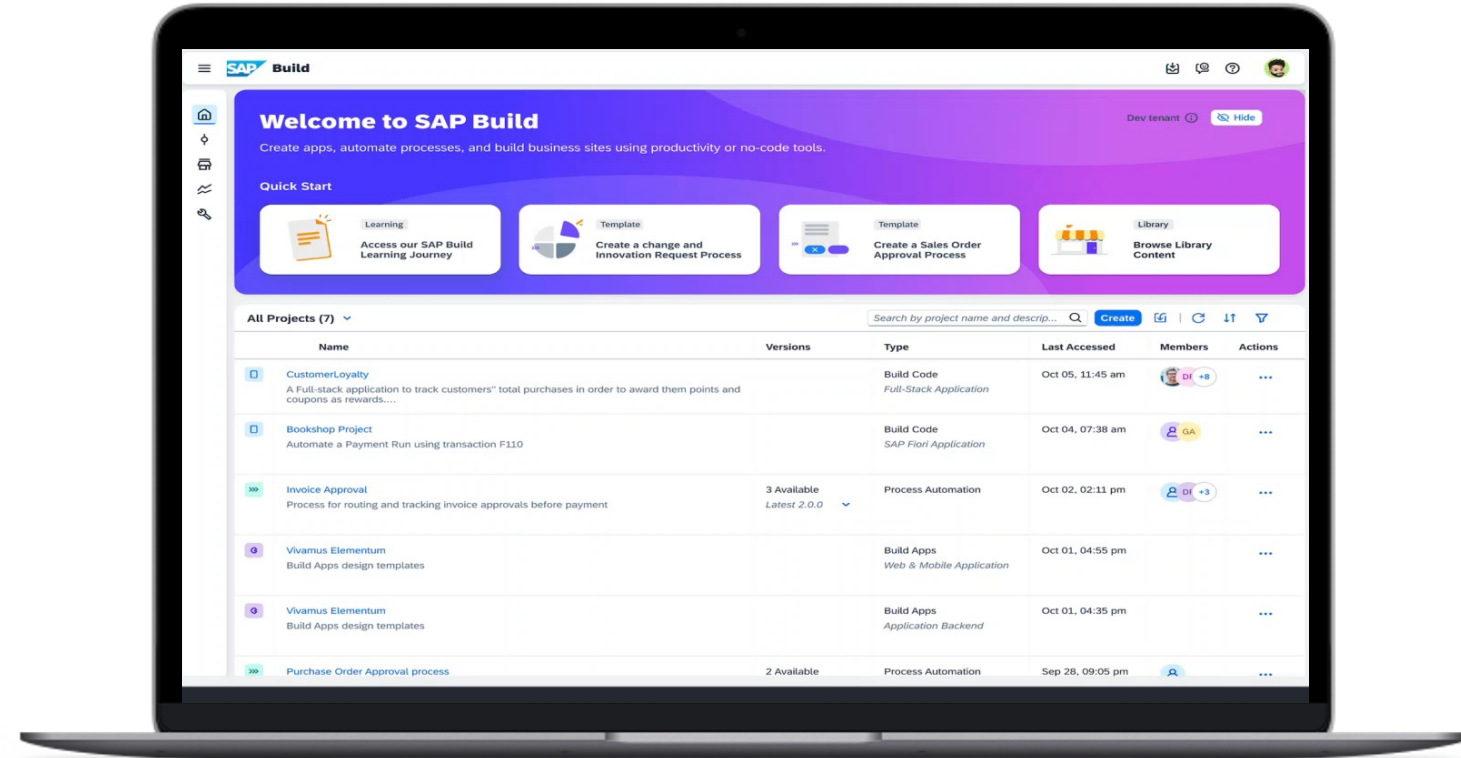 SAP Build
Welcome to SAP Build
Dev tenant
Hide
Create apps, automate processes, and build business sites using productivity or no-code tools.
Quick Start
Learning
Access our SAP Build
Learning Journey
Template
Create a change and
Innovation Request Process
Template
Create a Sales Order
Approval Process
Library
Browse Library
Content
All Projects (7)
Search by project name and descrip...
Create
Name Versions Type Last Accessed Members Actions
CustomerLoyalty Build Code Oct 05, 11:45 am DF +8
A Full-stack application to track customers" total purchases in order to award them points and Full-Stack Application
coupons as rewards....
Bookshop Project Build Code Oct 04, 07:38 am GA
Automate a Payment Run using transaction F110 SAP Fiori Application
Invoice Approval 3 Available Process Automation Oct 02, 02:11 pm DF +3
Process for routing and tracking invoice approvals before payment Latest 2.0.0
Vivamus Elementum Build Apps Oct 01, 04:55 pm
Build Apps design templates Web & Mobile Application
Vivamus Elementum Build Apps Oct 01, 04:35 pm
Build Apps design templates Application Backend
Purchase Order Approval process 2 Available Process Automation Sep 28, 09:05 pm